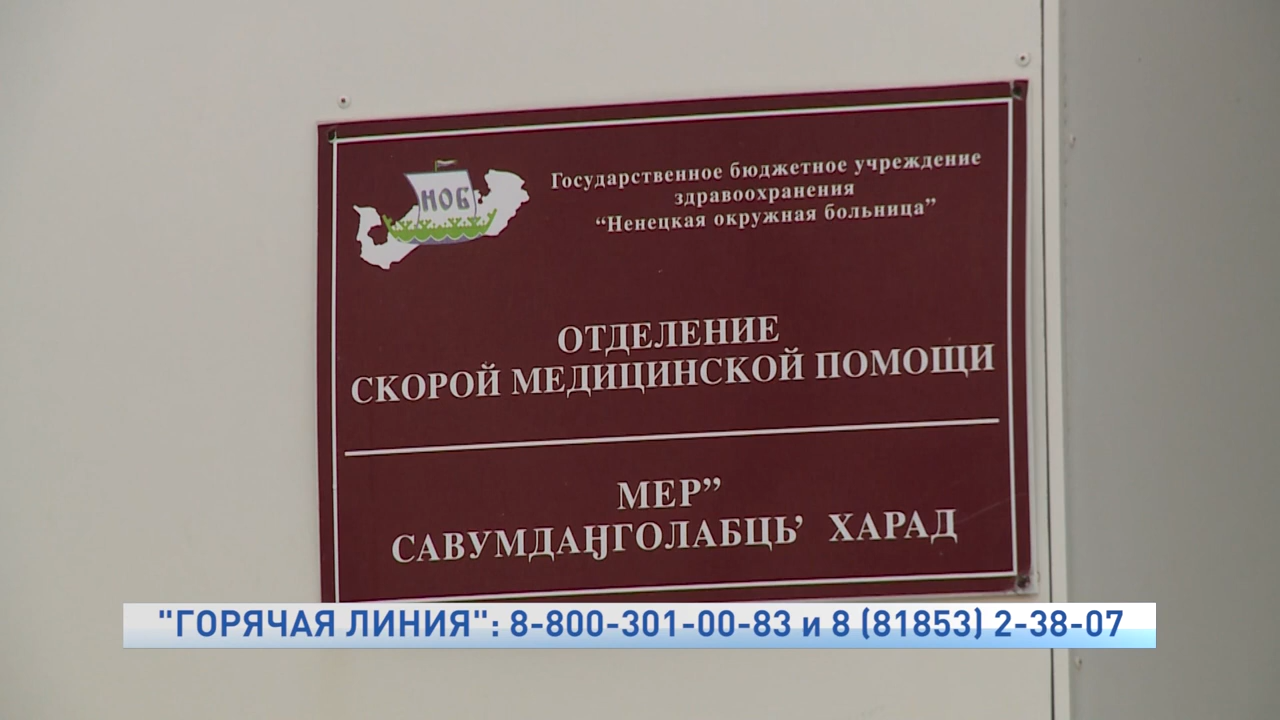 НОБ
Государственное бюджетное учреждение
здравоохранения
“Ненецкая окружная больница”
ОТДЕЛЕНИЕ
СКОРОЙ МЕДИЦИНСКОЙ ПОМОЩИ
МЕР”
САВУМДАӇГОЛАБЦЬ’ ХАРАД
"ГОРЯЧАЯ ЛИНИЯ": 8-800-301-00-83 и 8 (81853) 2-38-07